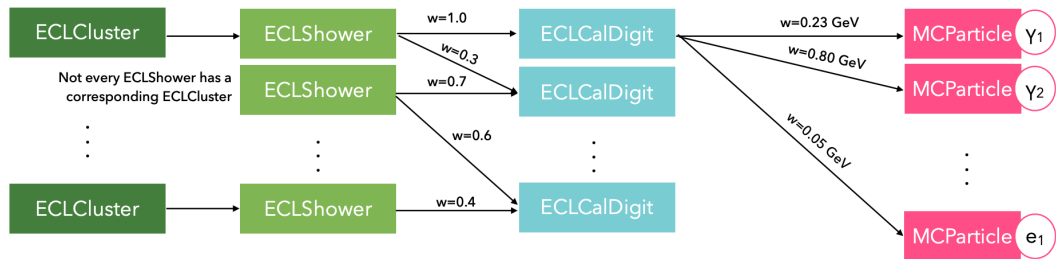 ECLCluster
ECLShower
w=1.0
ECLCalDigit
w=0.23 GeV
MCParticle
γ1
w=0.3
w=0.80 GeV
Not every ECLShower has a
corresponding ECLCluster
ECLShower
w=0.7
ECLCalDigit
MCParticle
γ2
w=0.6
w=0.05 GeV
ECLCluster
ECLShower
w=0.4
ECLCalDigit
MCParticle
e1